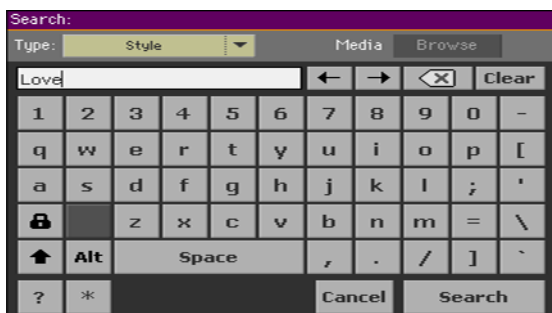 Search:
Type: Style Media Browse
Love Clear
1 2 3 4 5 6 7 8 9 0 -
q w e r t y u i o p [
a s d f g h j k l ; '
z x c v b n m = \
Alt Space , . / ] `
? * Cancel Search